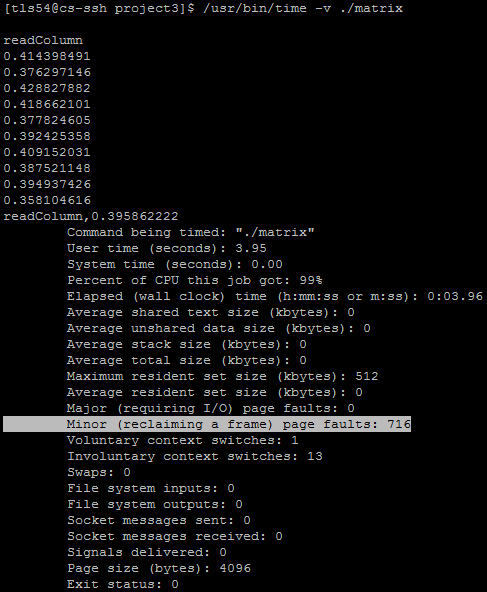 [tls54@cs-ssh project3]$ /usr/bin/time -v ./matrix
readColumn
0.414398491
0.376297146
0.428827882
0.418662101
0.377824605
0.392425358
0.409152031
0.387521148
0.394937426
0.358104616
readColumn,0.395862222
Command being timed: "./matrix"
User time (seconds): 3.95
System time (seconds): 0.00
Percent of CPU this job got: 99%
Elapsed (wall clock) time (h:mm:ss or m:ss): 0:03.96
Average shared text size (kbytes): 0
Average unshared data size (kbytes): 0
Average stack size (kbytes): 0
Average total size (kbytes): 0
Maximum resident set size (kbytes): 512
Average resident set size (kbytes): 0
Major (requiring I/O) page faults: 0
Minor (reclaiming a frame) page faults: 716
Voluntary context switches: 1
Involuntary context switches: 13
Swaps: 0
File system inputs: 0
File system outputs: 0
Socket messages sent: 0
Socket messages received: 0
Signals delivered: 0
Page size (bytes): 4096
Exit status: 0